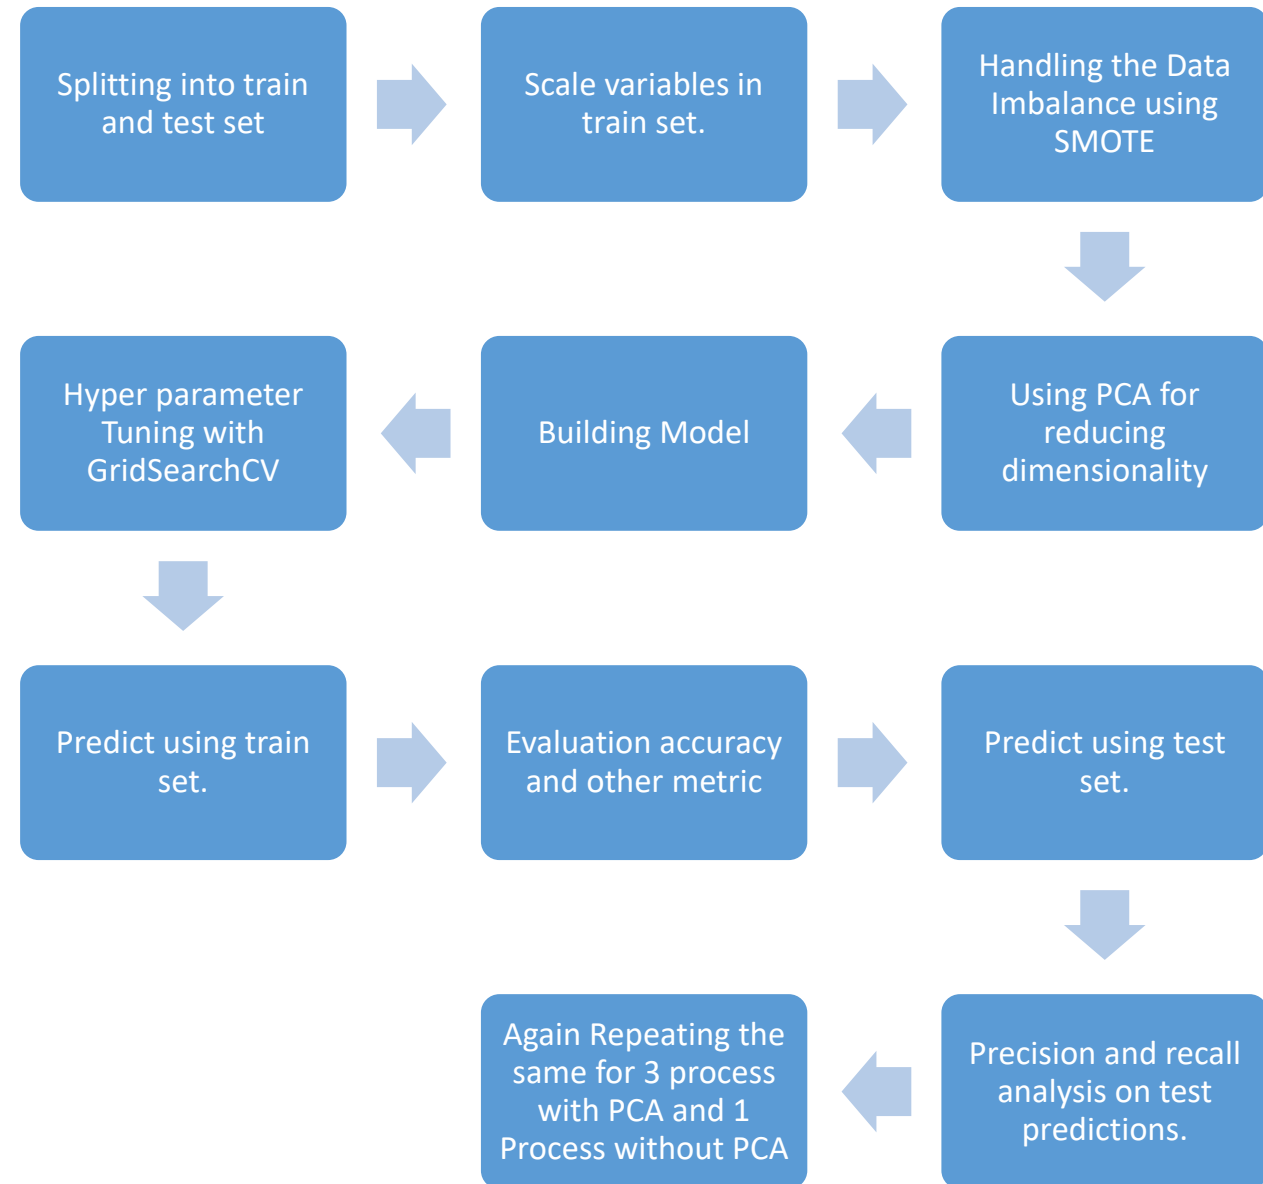 Splitting into train
and test set
Scale variables in
train set.
Handling the Data
Imbalance using
SMOTE
Using PCA for
reducing
dimensionality
Building Model
Hyper parameter
Tuning with
GridSearchCV
Predict using train
set.
Evaluation accuracy
and other metric
Predict using test
set.
Precision and recall
analysis on test
predictions.
Again Repeating the
same for 3 process
with PCA and 1
Process without PCA